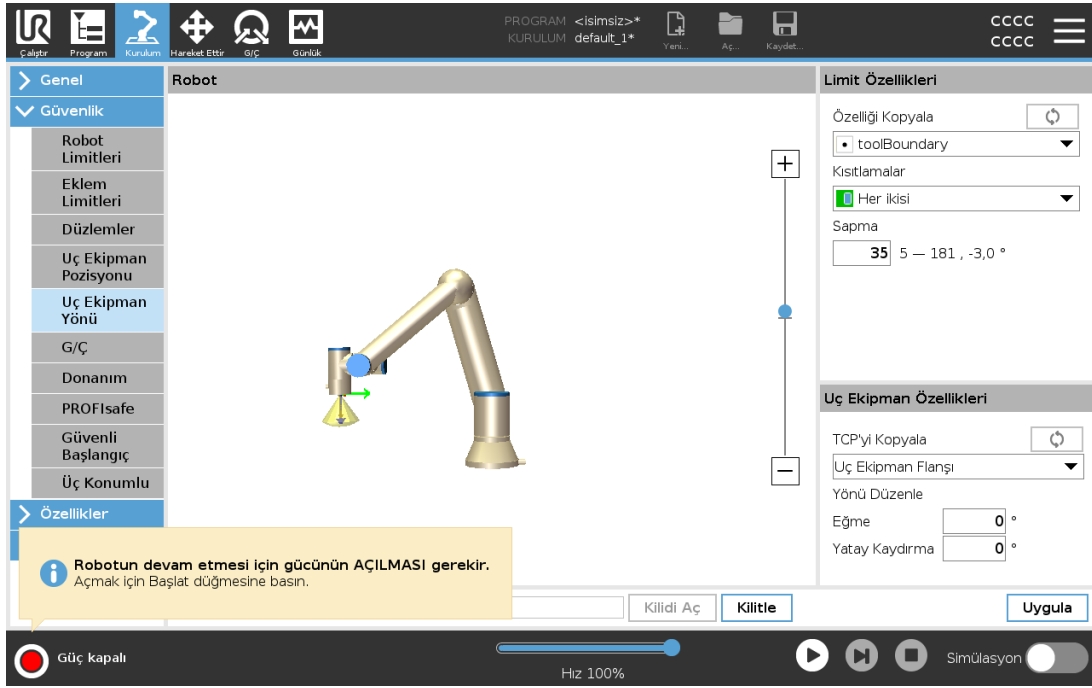 UR
PROGRAM <isimsiz>*
KURULUM default_1*
CCCC
CCCC
Çalıştır
Program
Kurulum
Hareket Ettir
G/Ç
Günlük
Yeni...
Aç...
Kaydet...
Genel
Güvenlik
Robot
Limitleri
Eklem
Limitleri
Düzlemler
Uç Ekipman
Pozisyonu
Uç Ekipman
Yönü
G/Ç
Donanım
PROFIsafe
Güvenli
Başlangıç
Üç Konumlu
Özellikler
Robot
Limit Özellikleri
Özelliği Kopyala
toolBoundary
Kısıtlamalar
Her ikisi
Sapma
35 5 — 181 , -3,0 °
Uç Ekipman Özellikleri
TCP'yi Kopyala
Uç Ekipman Flanşı
Yönü Düzenle
Eğme 0 °
Yatay Kaydırma 0 °
Robotun devam etmesi için gücünün AÇILMASI gerekir.
Açmak için Başlat düğmesine basın.
Kilidi Aç
Kilitle
Uygula
Güç kapalı
Hız 100%
Simülasyon